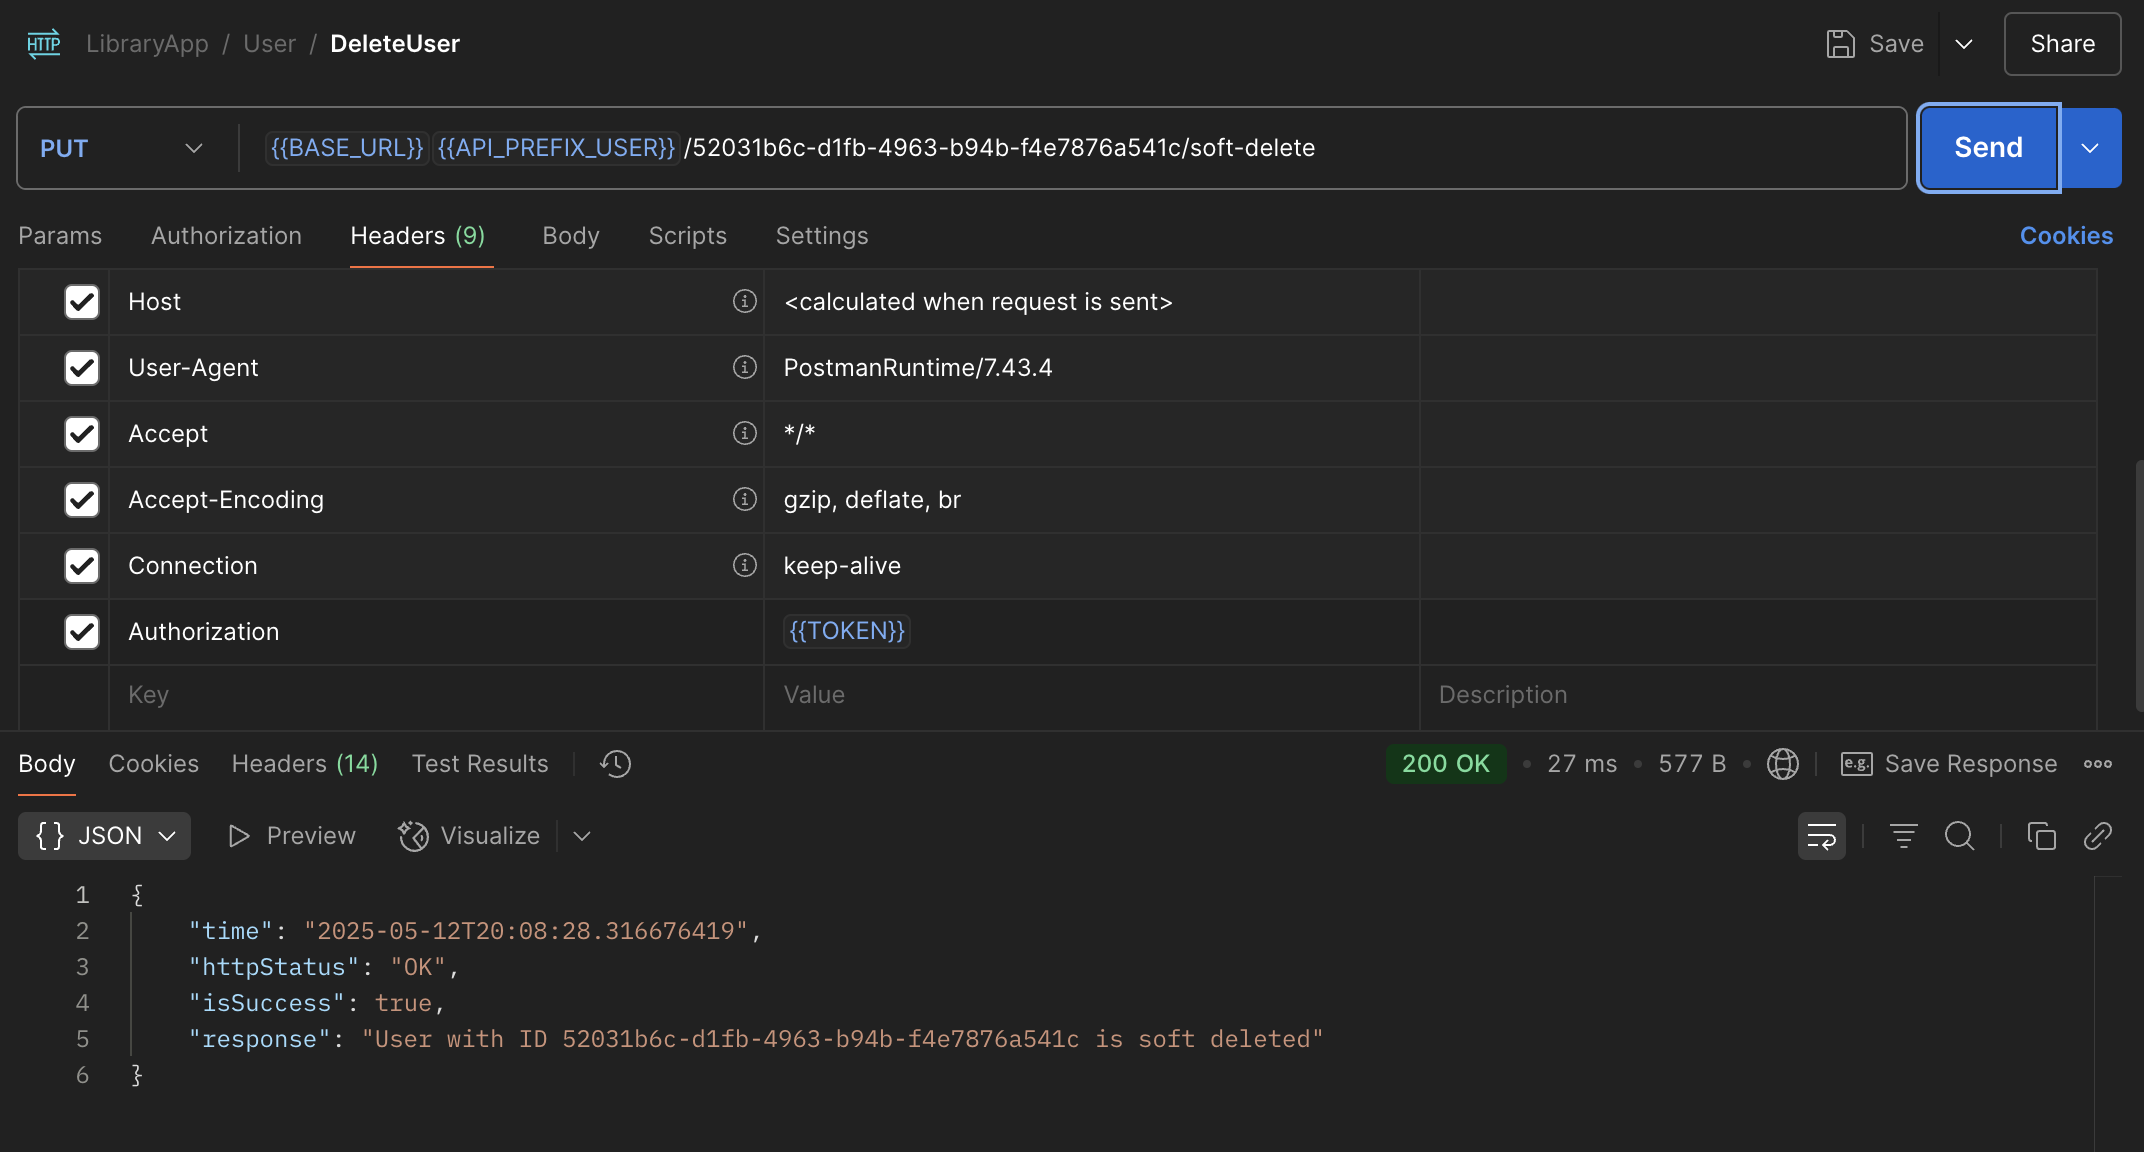 HTTP LibraryApp / User / DeleteUser Save Share
PUT {{BASE_URL}} {{API_PREFIX_USER}} /52031b6c-d1fb-4963-b94b-f4e7876a541c/soft-delete Send
Params Authorization Headers (9) Body Scripts Settings Cookies
Host <calculated when request is sent>
User-Agent PostmanRuntime/7.43.4
Accept */*
Accept-Encoding gzip, deflate, br
Connection keep-alive
Authorization {{TOKEN}}
Key Value Description
Body Cookies Headers (14) Test Results 200 OK • 27 ms • 577 B • e.g. Save Response
{} JSON Preview Visualize
1 {
2 "time": "2025-05-12T20:08:28.316676419",
3 "httpStatus": "OK",
4 "isSuccess": true,
5 "response": "User with ID 52031b6c-d1fb-4963-b94b-f4e7876a541c is soft deleted"
6 }